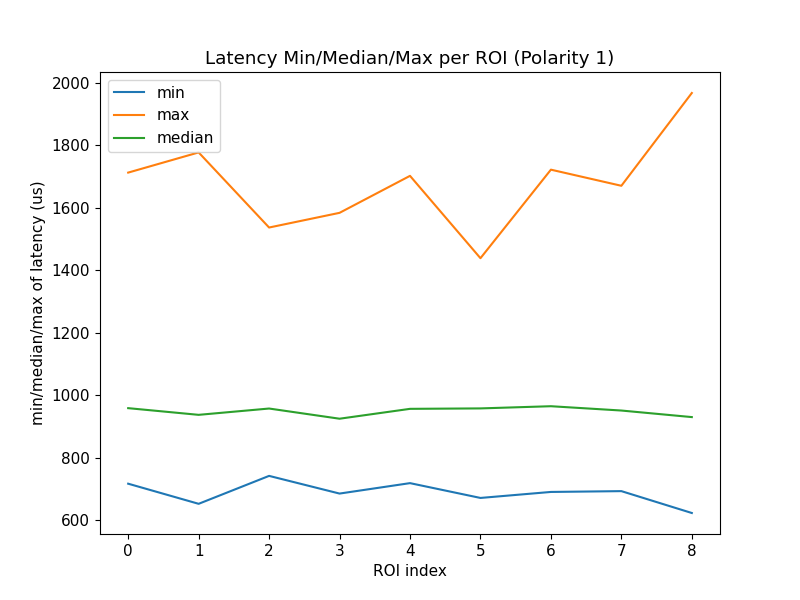 Latency Min/Median/Max per ROI (Polarity 1)
min
max
median
min/median/max of latency (us)
2000
1800
1600
1400
1200
1000
800
600
0 1 2 3 4 5 6 7 8
ROI index